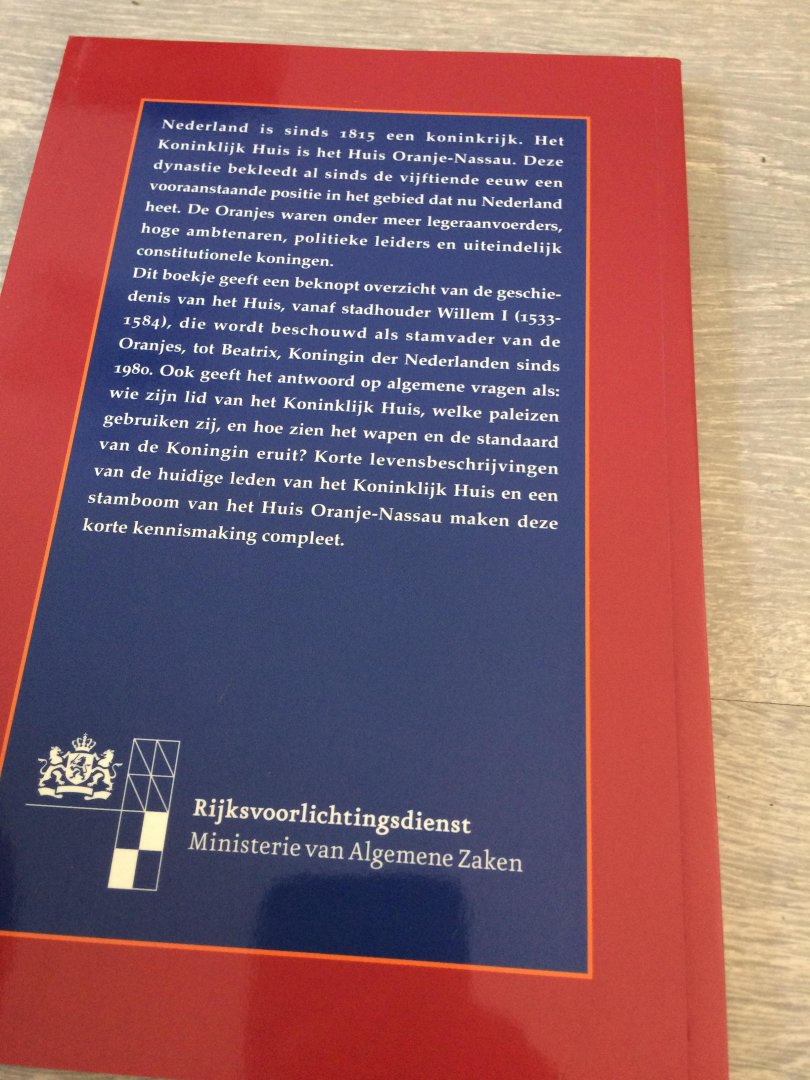 Nederland is sinds 1815 een koninkrijk. Het
Koninklijk Huis is het Huis Oranje-Nassau. Deze
dynastie bekleedt al sinds de vijftiende eeuw een
vooraanstaande positie in het gebied dat nu Nederland
heet. De Oranjes waren onder meer legeraanvoerders,
hoge ambtenaren, politieke leiders en uiteindelijk
constitutionele koningen.
Dit boekje geeft een beknopt overzicht van de geschie-
denis van het Huis, vanaf stadhouder Willem I (1533-
1584), die wordt beschouwd als stamvader van de
Oranjes, tot Beatrix, Koningin der Nederlanden sinds
1980. Ook geeft het antwoord op algemene vragen als:
wie zijn lid van het Koninklijk Huis, welke paleizen
gebruiken zij, en hoe zien het wapen en de standaard
van de Koningin eruit? Korte levensbeschrijvingen
van de huidige leden van het Koninklijk Huis en een
stamboom van het Huis Oranje-Nassau maken deze
korte kennismaking compleet.
Rijksvoorlichtingsdienst
Ministerie van Algemene Zaken